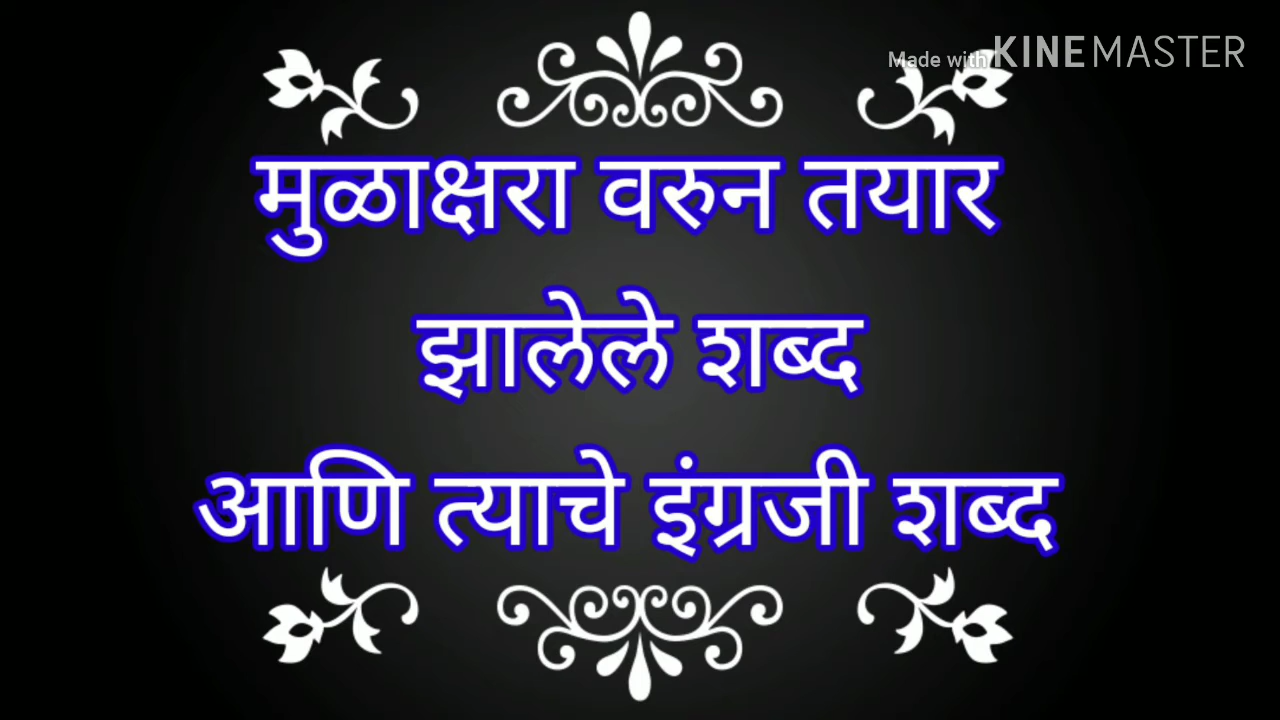 Made with KINEMASTER
मुळाक्षरा वरुन तयार
झालेले शब्द
आणि त्याचे इंग्रजी शब्द